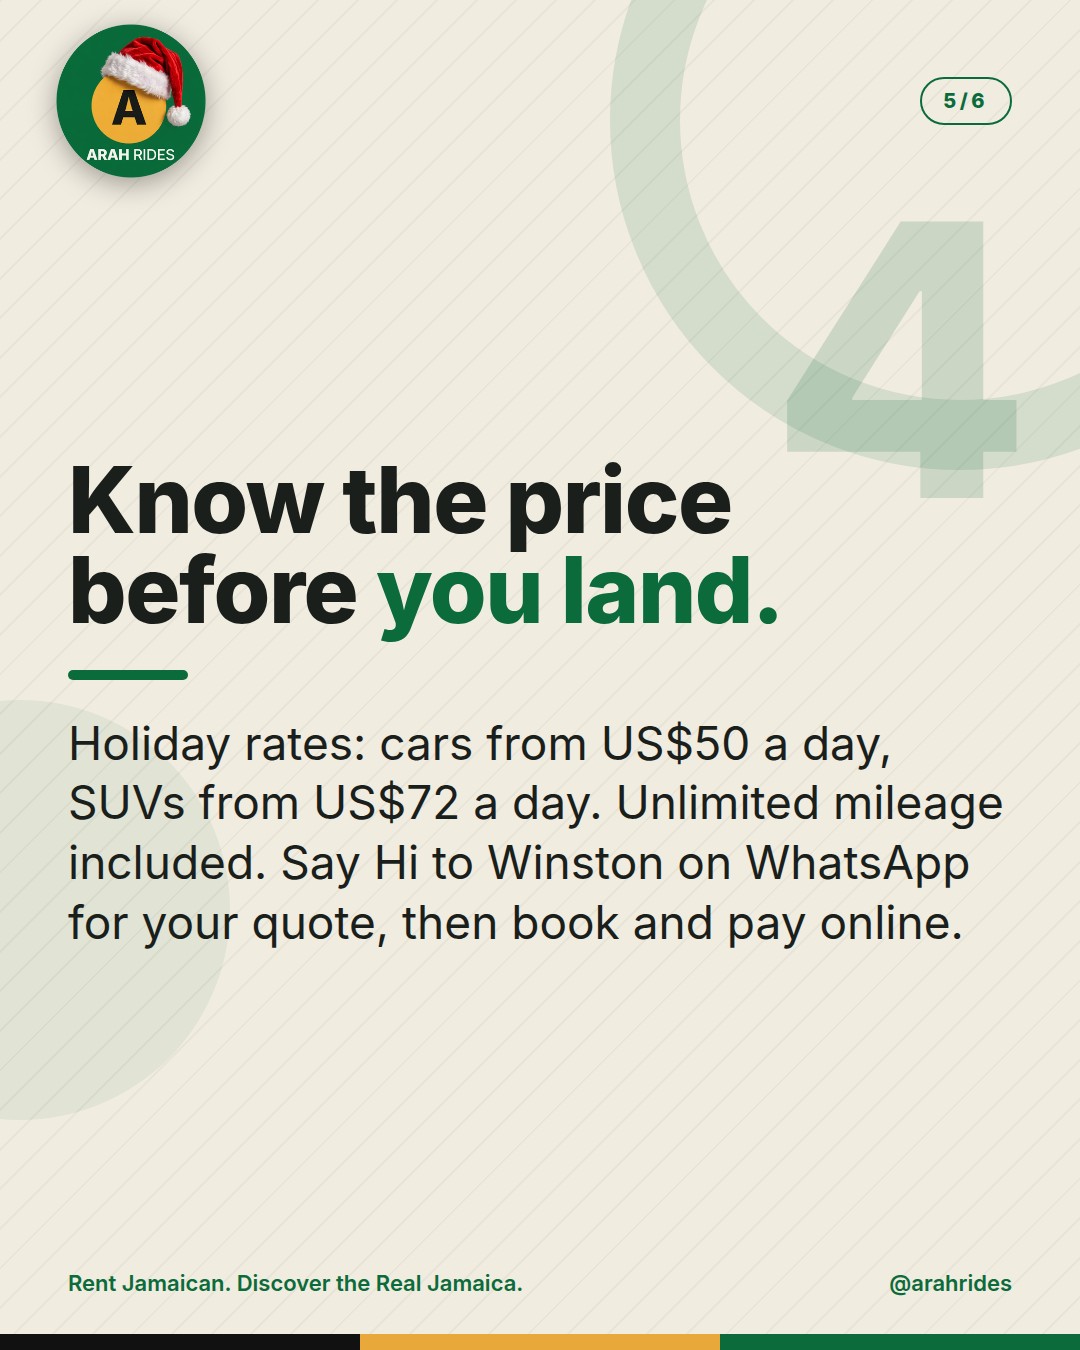 A
ARAH RIDES
5/6
4
Know the price
before you land.
Holiday rates: cars from US$50 a day,
SUVs from US$72 a day. Unlimited mileage
included. Say Hi to Winston on WhatsApp
for your quote, then book and pay online.
Rent Jamaican. Discover the Real Jamaica.
@arahrides